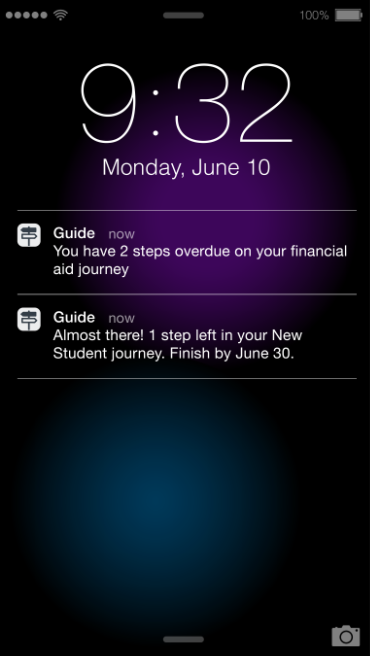 100%
9:32
Monday, June 10
Guide now
You have 2 steps overdue on your financial
aid journey
Guide now
Almost there! 1 step left in your New
Student journey. Finish by June 30.